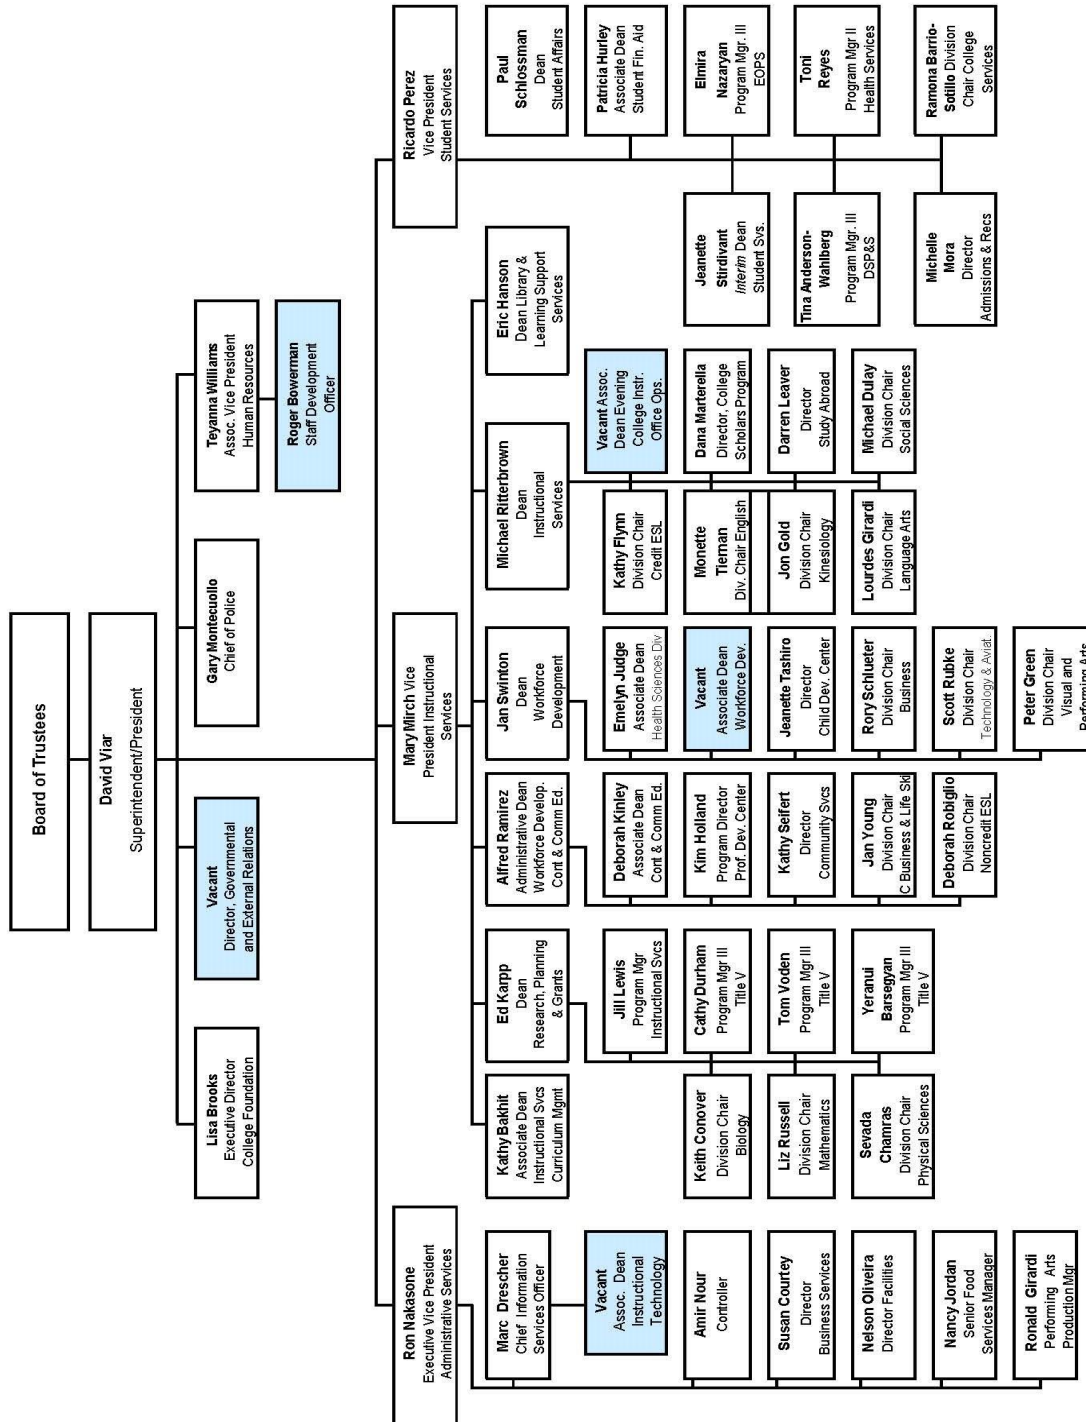 Board of Trustees
David Viar
Superintendent/President
Lisa Brooks
Executive Director
College Foundation
Vacant
Director, Governmental
and External Relations
Gary Montecuollo
Chief of Police
Teyanna Williams
Assoc. Vice President
Human Resources
Roger Bowerman
Staff Development
Officer
Ron Nakasone
Executive Vice President
Administrative Services
Mary Mirch Vice
President Instructional
Services
Ricardo Perez
Vice President
Student Services
Marc Drescher
Chief Information
Services Officer
Vacant
Assoc. Dean
Instructional
Technology
Amir Nour
Controller
Susan Courtey
Director
Business Services
Nelson Oliveira
Director Facilities
Nancy Jordan
Senior Food
Services Manager
Ronald Girardi
Performing Arts
Production Mgr
Kathy Bakhit
Associate Dean
Instructional Svcs
Curriculum Mgmt
Ed Karpp
Dean
Research, Planning
& Grants
Jill Lewis
Program Mgr
Instructional Svcs
Keith Conover
Division Chair
Biology
Cathy Durham
Program Mgr III
Title V
Liz Russell
Division Chair
Mathematics
Tom Voden
Program Mgr III
Title V
Sevada
Chamras
Division Chair
Physical Sciences
Yeranui
Barsegyan
Program Mgr III
Title V
Alfred Ramirez
Administrative Dean
Workforce Develop.
Cont & Comm Ed.
Deborah Kinley
Associate Dean
Cont & Comm Ed.
Kim Holland
Program Director
Prof. Dev. Center
Kathy Seifert
Director
Community Svcs
Jan Young
Division Chair
C Business & Life Ski
Deborah Robiglio
Division Chair
Noncredit ESL
Jan Swinton
Dean
Workforce
Development
Emelyn Judge
Associate Dean
Health Sciences Div
Vacant
Associate Dean
Workforce Dev.
Jeanette Tashiro
Director
Child Dev. Center
Rory Schlueter
Division Chair
Business
Scott Rubke
Division Chair
Technology & Aviat.
Peter Green
Division Chair
Visual and
Performing Arts
Michael Ritterbrown
Dean
Instructional
Services
Kathy Flynn
Division Chair
Credit ESL
Vacant Assoc.
Dean Evening
College Instr.
Office Ops.
Monette
Tiernan
Div. Chair English
Dana Marterella
Director, College
Scholars Program
Jon Gold
Division Chair
Kinesiology
Darren Leaver
Director
Study Abroad
Lourdes Girardi
Division Chair
Language Arts
Michael Dulay
Division Chair
Social Sciences
Eric Hanson
Dean Library &
Learning Support
Services
Paul
Schlossman
Dean
Student Affairs
Patricia Hurley
Associate Dean
Student Fin. Aid
Jeanette
Stirdivant
Interim Dean
Student Svs.
Elmira
Nazaryan
Program Mgr. III
EOPS
Tina Anderson-
Wahlberg
Program Mgr. III
DSP&S
Toni
Reyes
Program Mgr II
Health Services
Michelle
Mora
Director
Admissions & Recs
Ramona Barrio-
Sotillo Division
Chair College
Services